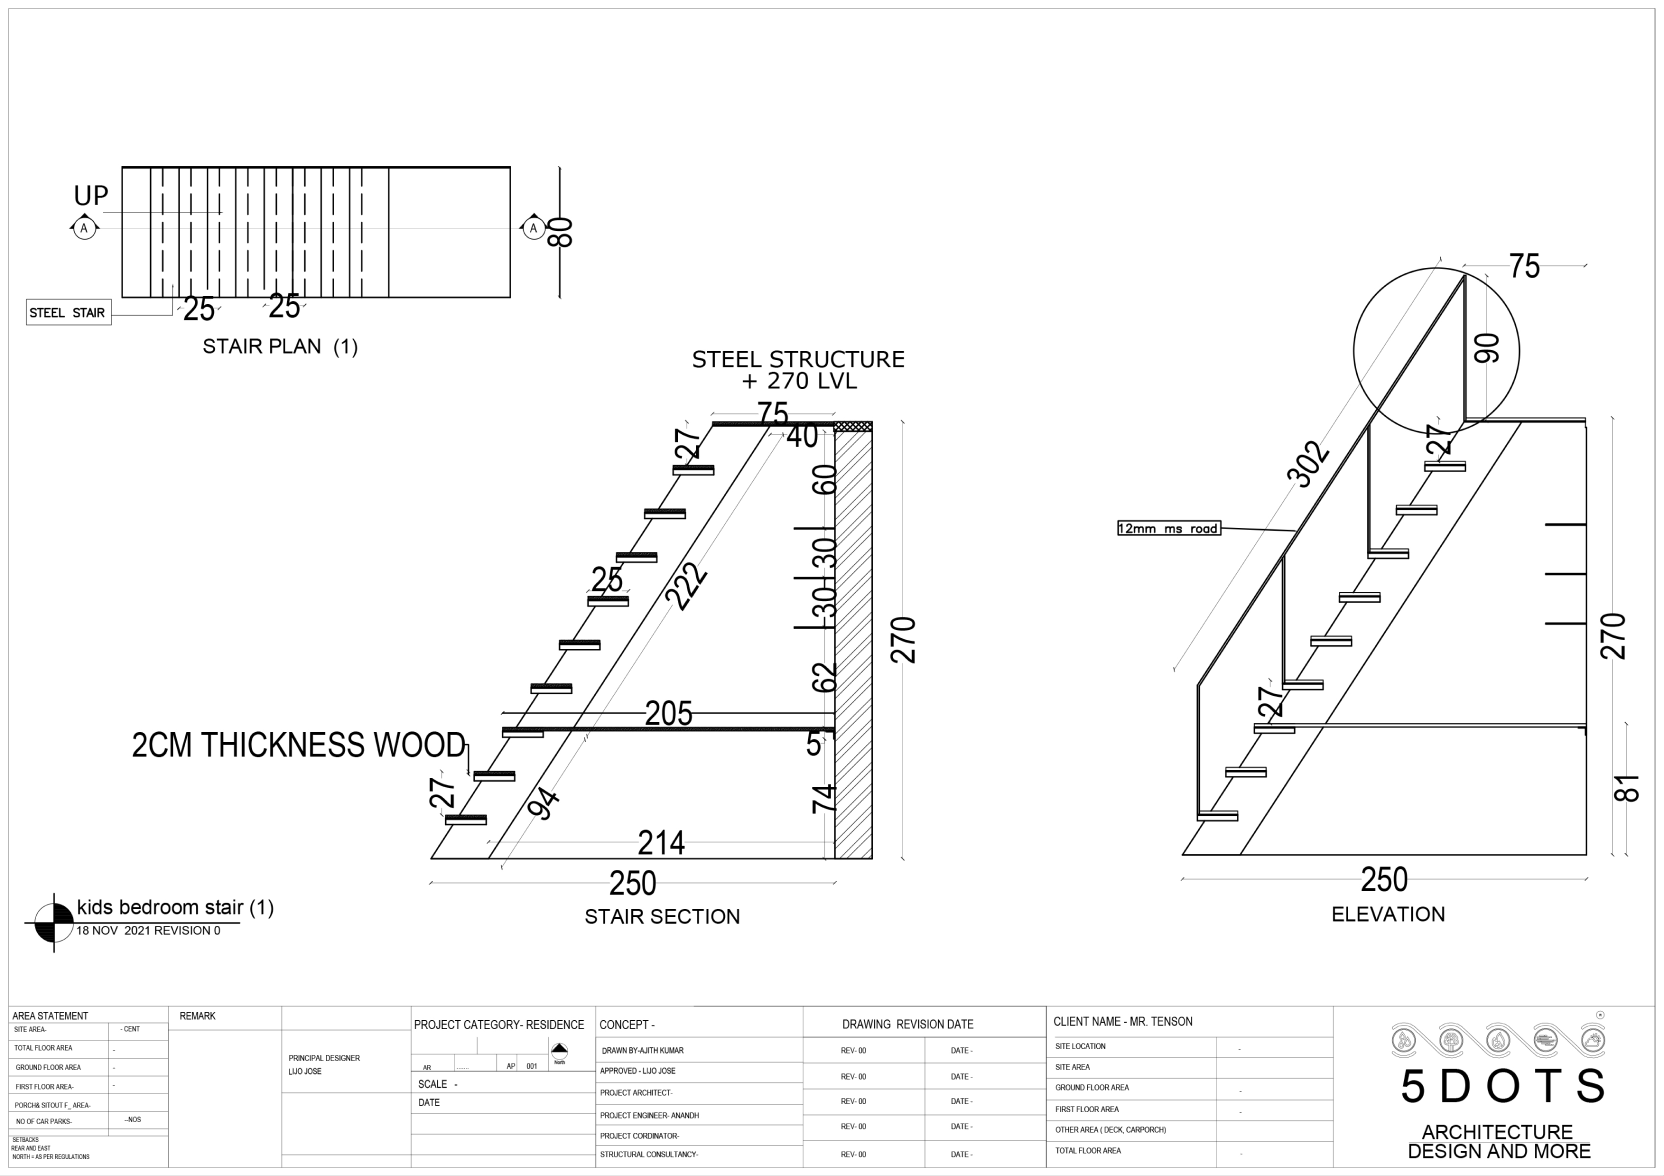 UP
A
A
80
STEEL STAIR
25
25
STAIR PLAN (1)
STEEL STRUCTURE
+ 270 LVL
75
40
27
60
30
25
222
30
270
62
205
2CM THICKNESS WOOD
5
27
94
74
214
250
STAIR SECTION
75
90
27
302
12mm ms road
270
27
81
250
ELEVATION
kids bedroom stair (1)
18 NOV 2021 REVISION 0
AREA STATEMENT
SITE AREA- - CENT
TOTAL FLOOR AREA -
GROUND FLOOR AREA -
FIRST FLOOR AREA- -
PORCH& SITOUT F_ AREA-
NO OF CAR PARKS- --NOS
SETBACKS
REAR AND EAST
NORTH = AS PER REGULATIONS
REMARK
PRINCIPAL DESIGNER
LIJO JOSE
PROJECT CATEGORY- RESIDENCE
North
AR ...... AP 001
SCALE -
DATE
CONCEPT -
DRAWN BY-AJITH KUMAR
APPROVED - LIJO JOSE
PROJECT ARCHITECT-
PROJECT ENGINEER- ANANDH
PROJECT CORDINATOR-
STRUCTURAL CONSULTANCY-
DRAWING REVISION DATE
REV- 00 DATE -
REV- 00 DATE -
REV- 00 DATE -
REV- 00 DATE -
REV- 00 DATE -
CLIENT NAME - MR. TENSON
SITE LOCATION -
SITE AREA
GROUND FLOOR AREA -
FIRST FLOOR AREA -
OTHER AREA ( DECK, CARPORCH)
TOTAL FLOOR AREA -
5DOTS
ARCHITECTURE
DESIGN AND MORE